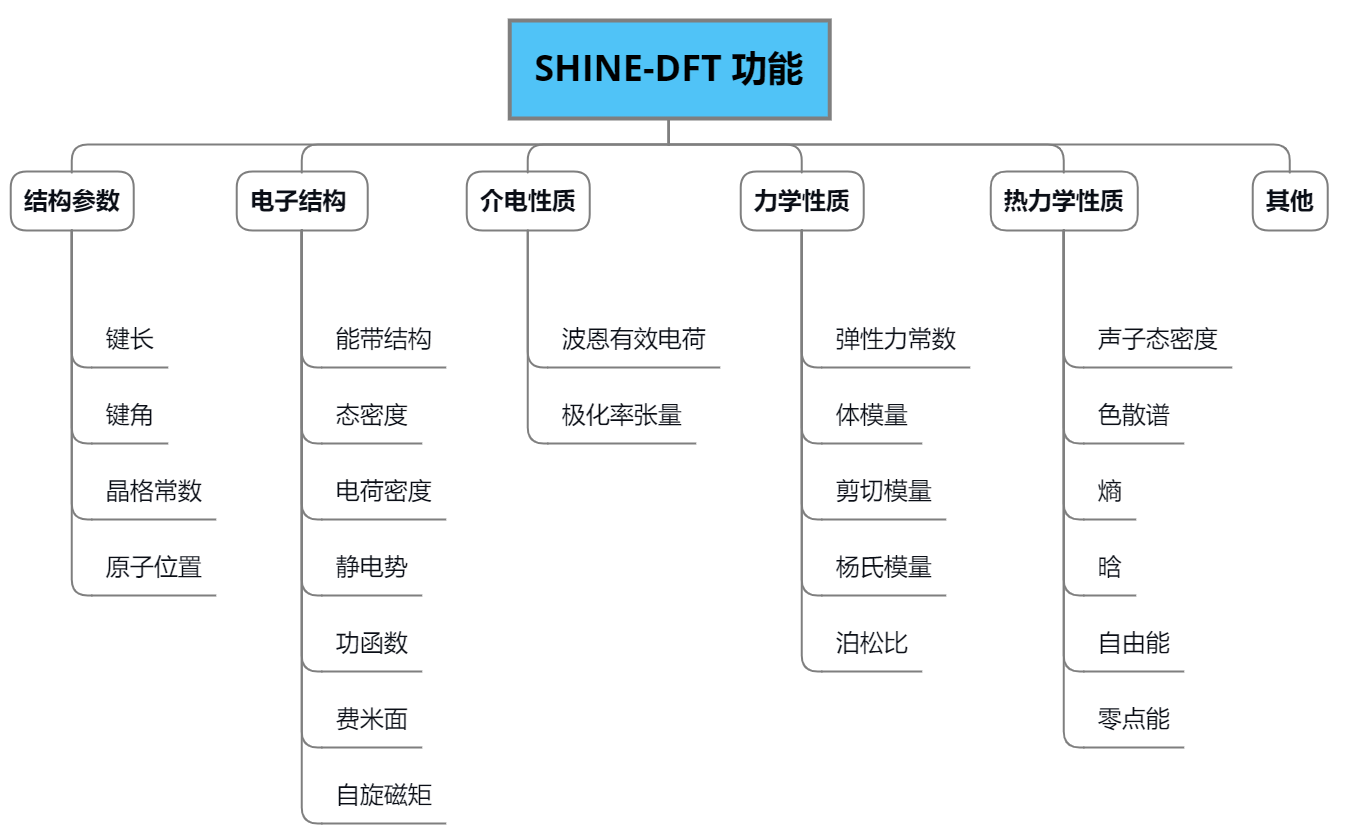 SHINE-DFT 功能
结构参数
电子结构
介电性质
力学性质
热力学性质
其他
键长
键角
晶格常数
原子位置
能带结构
态密度
电荷密度
静电势
功函数
费米面
自旋磁矩
波恩有效电荷
极化率张量
弹性力常数
体模量
剪切模量
杨氏模量
泊松比
声子态密度
色散谱
熵
晗
自由能
零点能